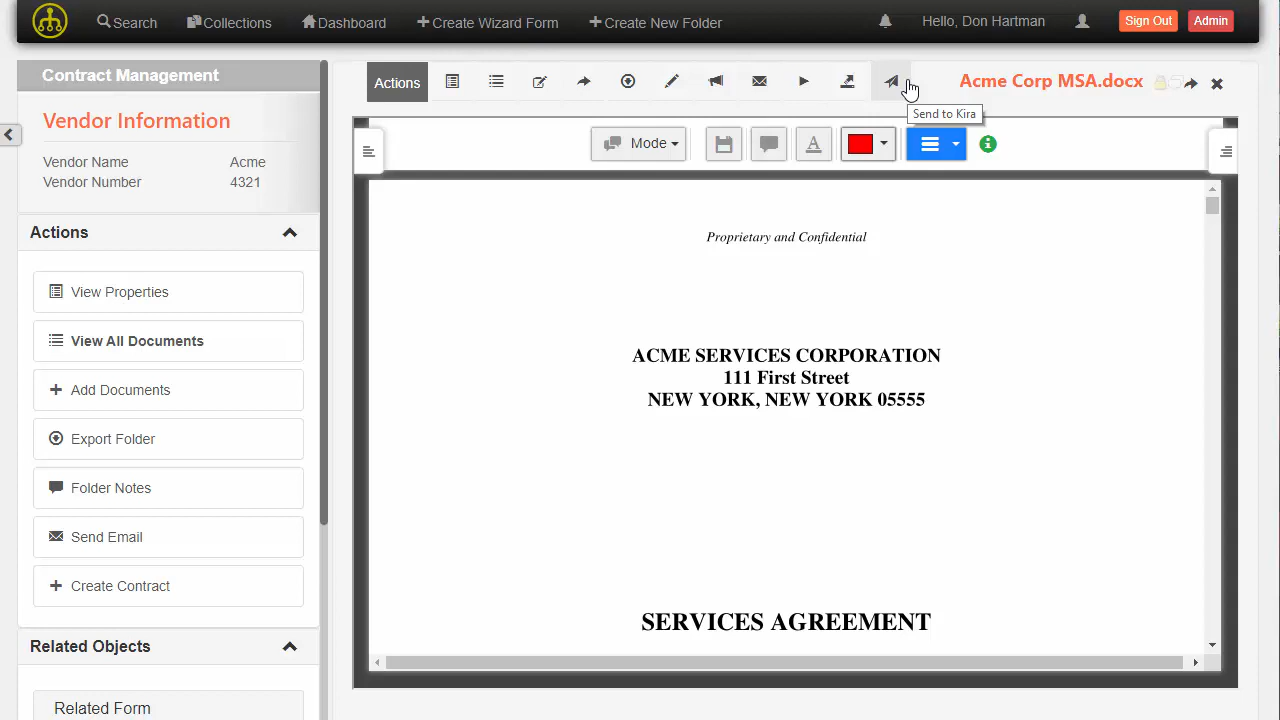 Search Collections Dashboard Create Wizard Form Create New Folder Hello, Don Hartman Sign Out Admin
Contract Management
Vendor Information
Vendor Name Acme
Vendor Number 4321
Actions
View Properties
View All Documents
Add Documents
Export Folder
Folder Notes
Send Email
Create Contract
Related Objects
Related Form
Actions Acme Corp MSA.docx
Send to Kira
Mode
Proprietary and Confidential
ACME SERVICES CORPORATION
111 First Street
NEW YORK, NEW YORK 05555
SERVICES AGREEMENT